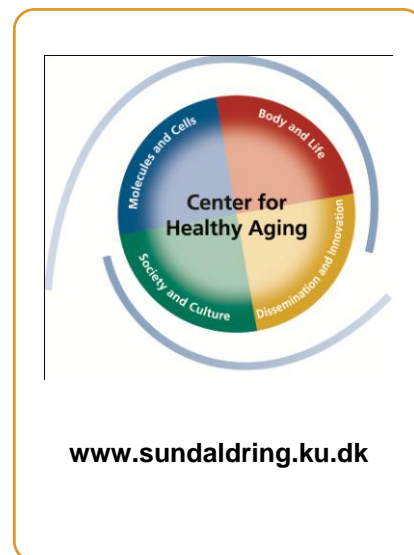 Molecules and Cells
Body and Life
Center for
Healthy Aging
Society and Culture
Dissemination and Innovation
www.sundaldring.ku.dk